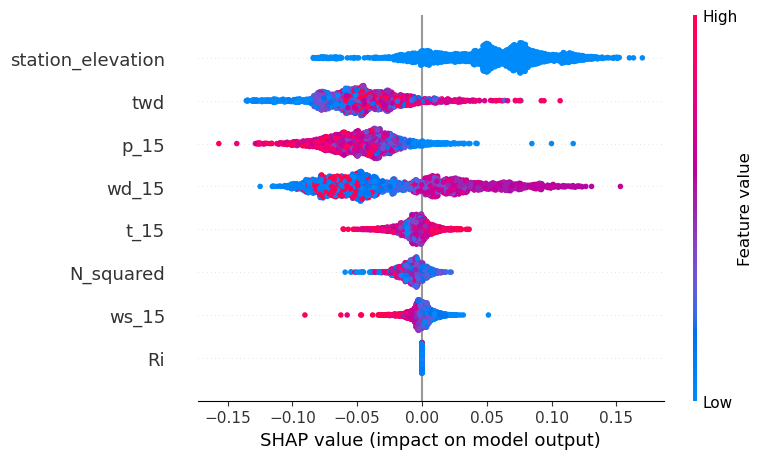 High
station_elevation
twd
p_15
wd_15
t_15
N_squared
ws_15
Ri
Feature value
Low
−0.15 −0.10 −0.05 0.00 0.05 0.10 0.15
SHAP value (impact on model output)